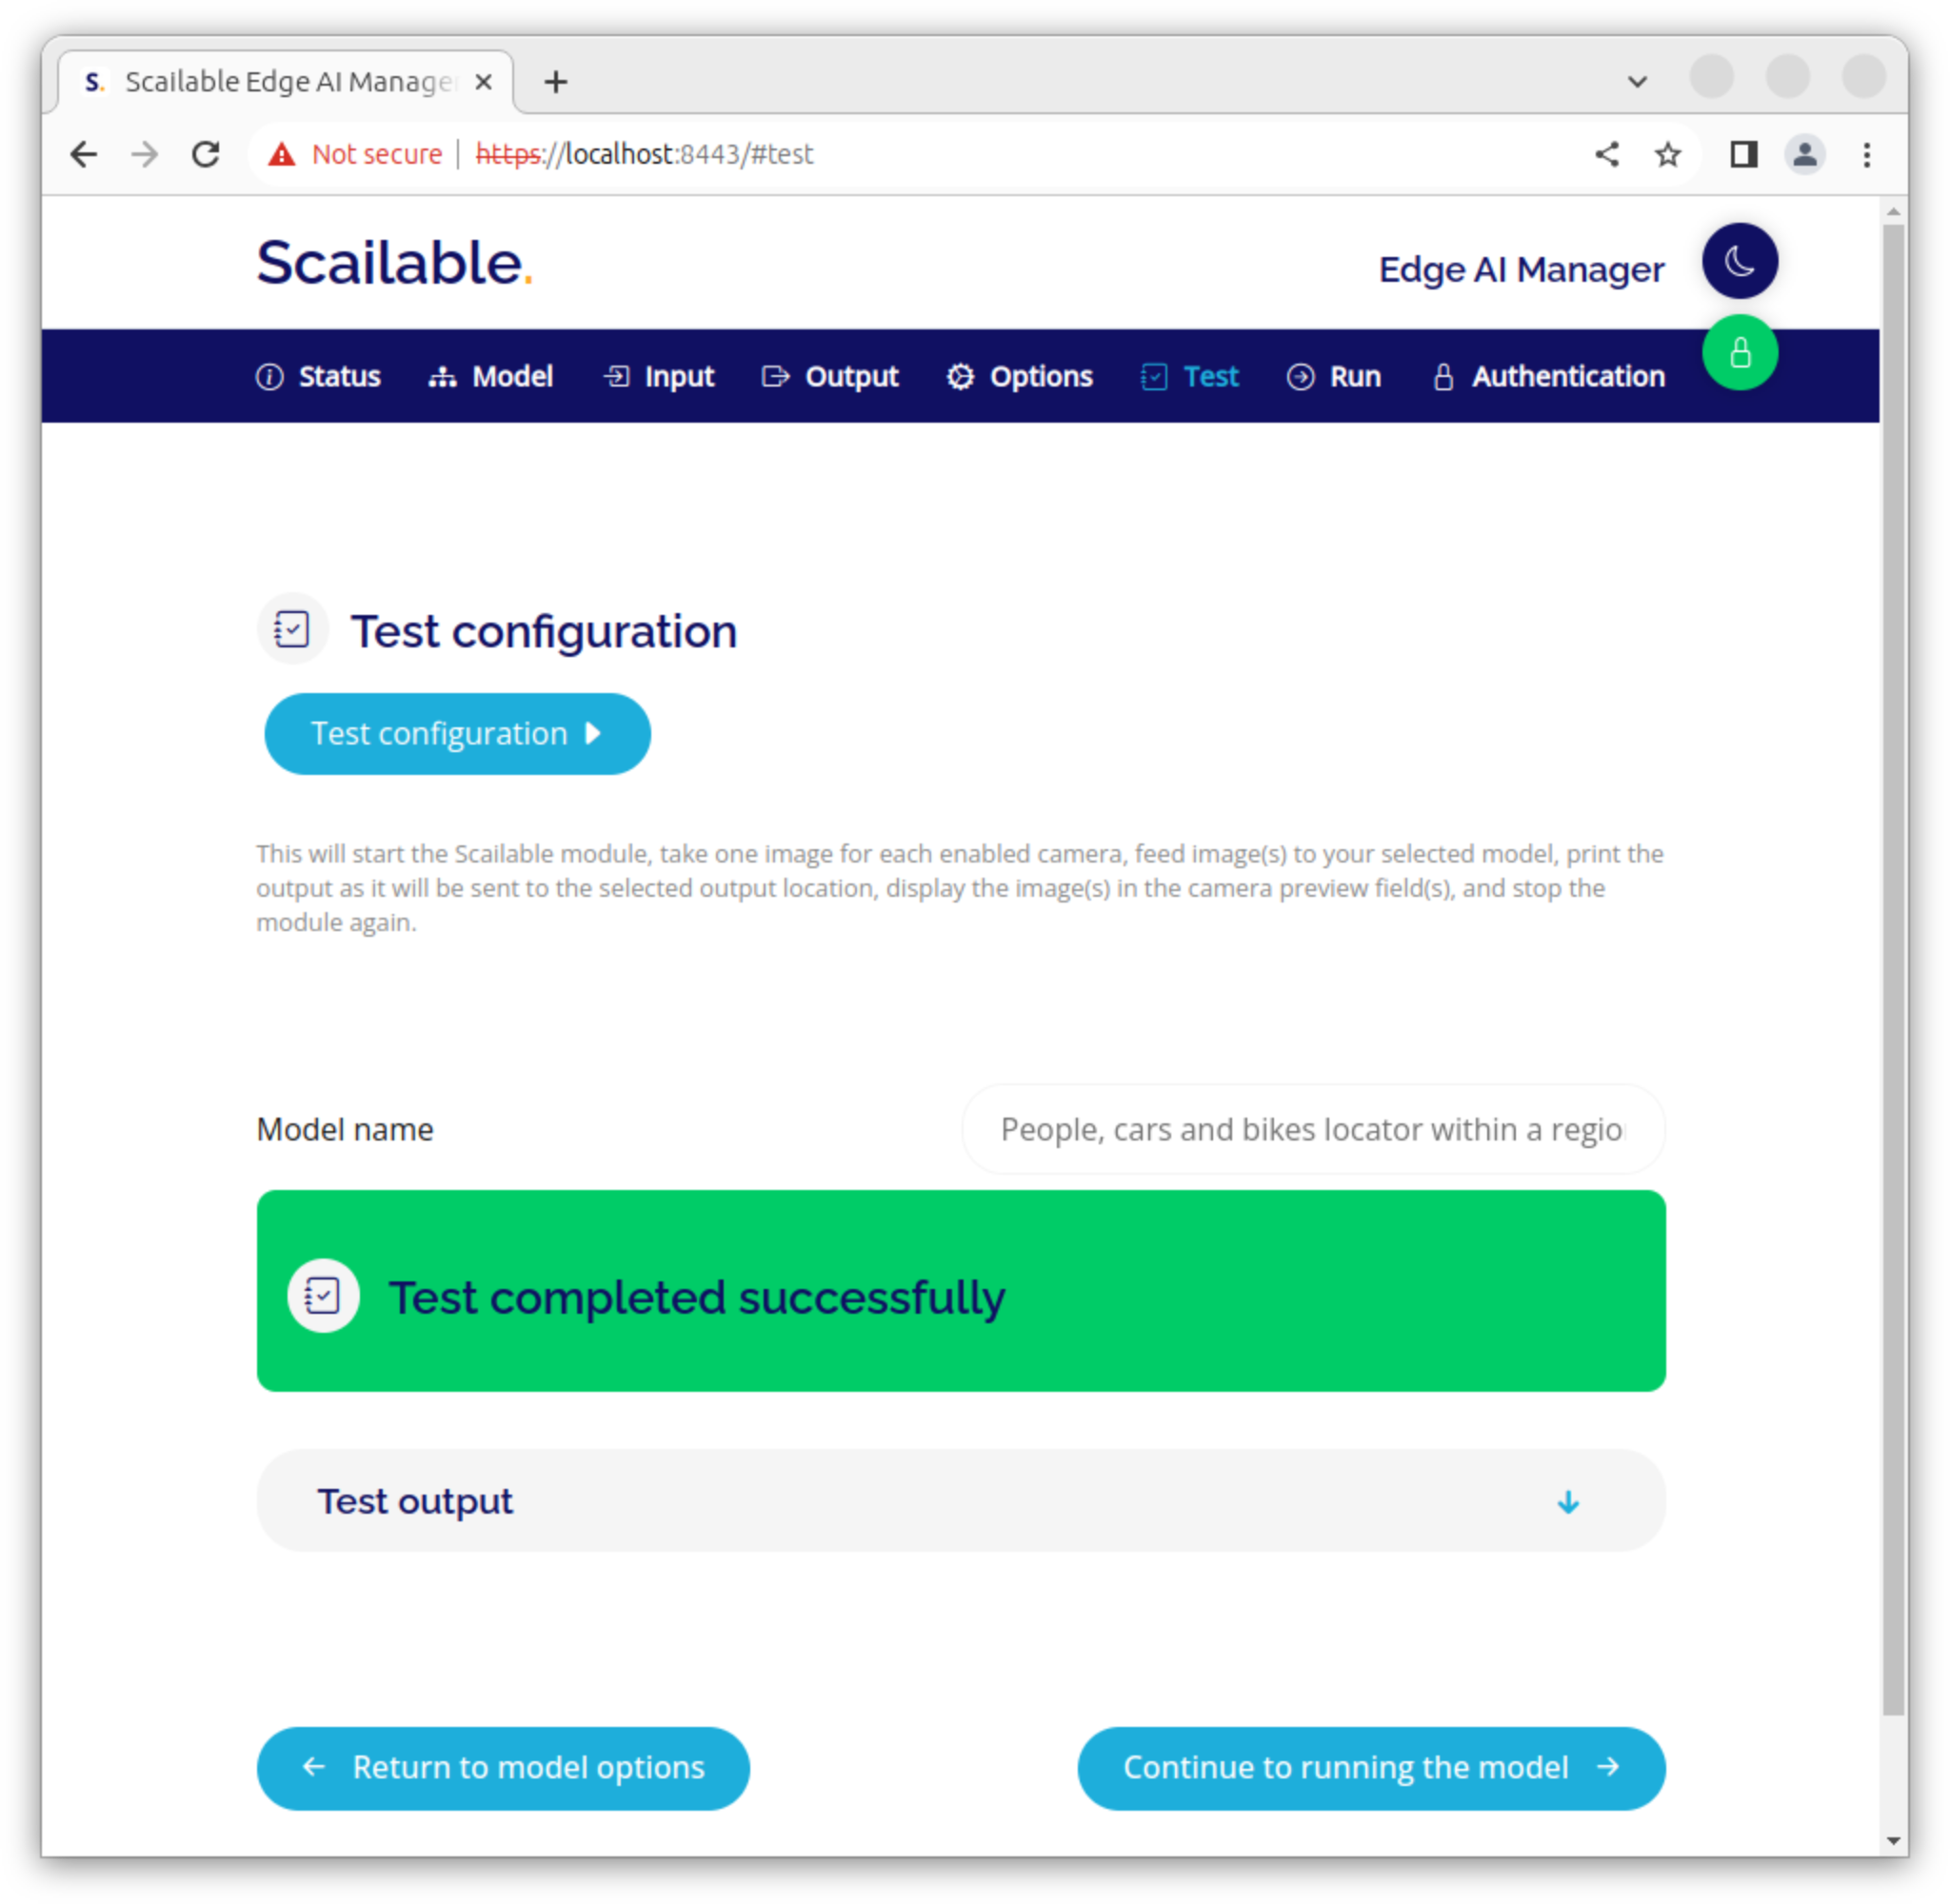 S. Scailable Edge AI Manage
Not secure | https://localhost:8443/#test
Scailable.
Edge AI Manager
Status Model Input Output Options Test Run Authentication
Test configuration
Test configuration
This will start the Scailable module, take one image for each enabled camera, feed image(s) to your selected model, print the
output as it will be sent to the selected output location, display the image(s) in the camera preview field(s), and stop the
module again.
Model name
People, cars and bikes locator within a regio
Test completed successfully
Test output
Return to model options
Continue to running the model